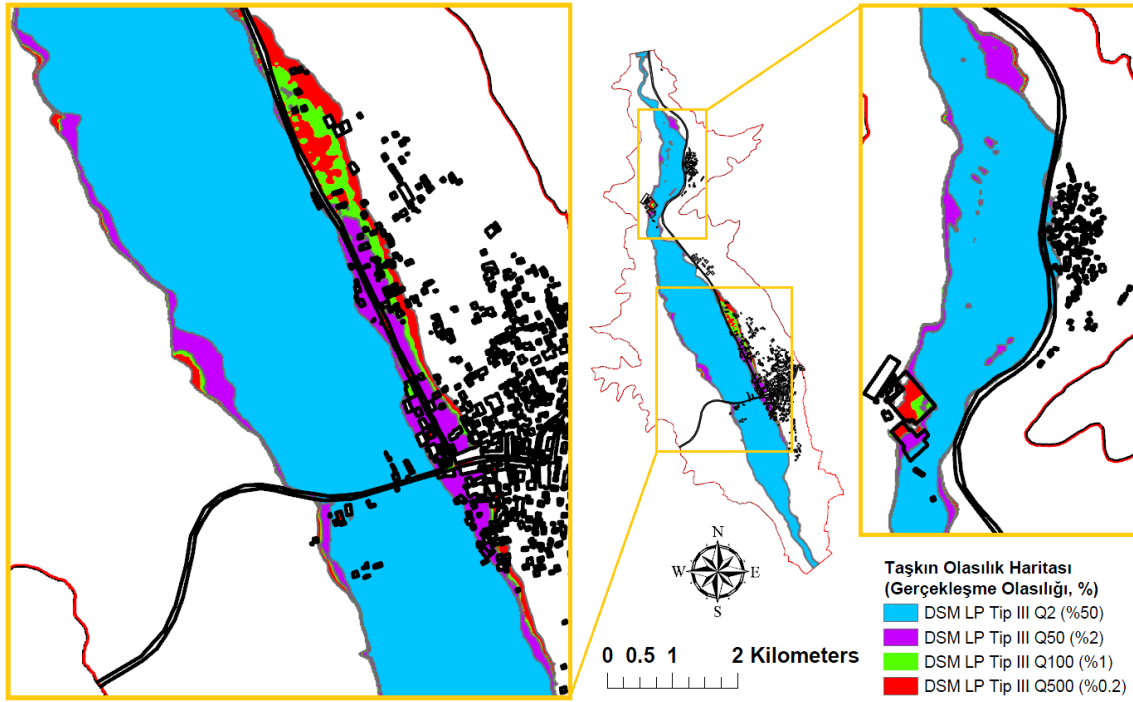 N
W E
S
0 0.5 1 2 Kilometers
Taşkın Olasılık Haritası
(Gerçekleşme Olasılığı, %)
DSM LP Tip III Q2 (%50)
DSM LP Tip III Q50 (%2)
DSM LP Tip III Q100 (%1)
DSM LP Tip III Q500 (%0.2)